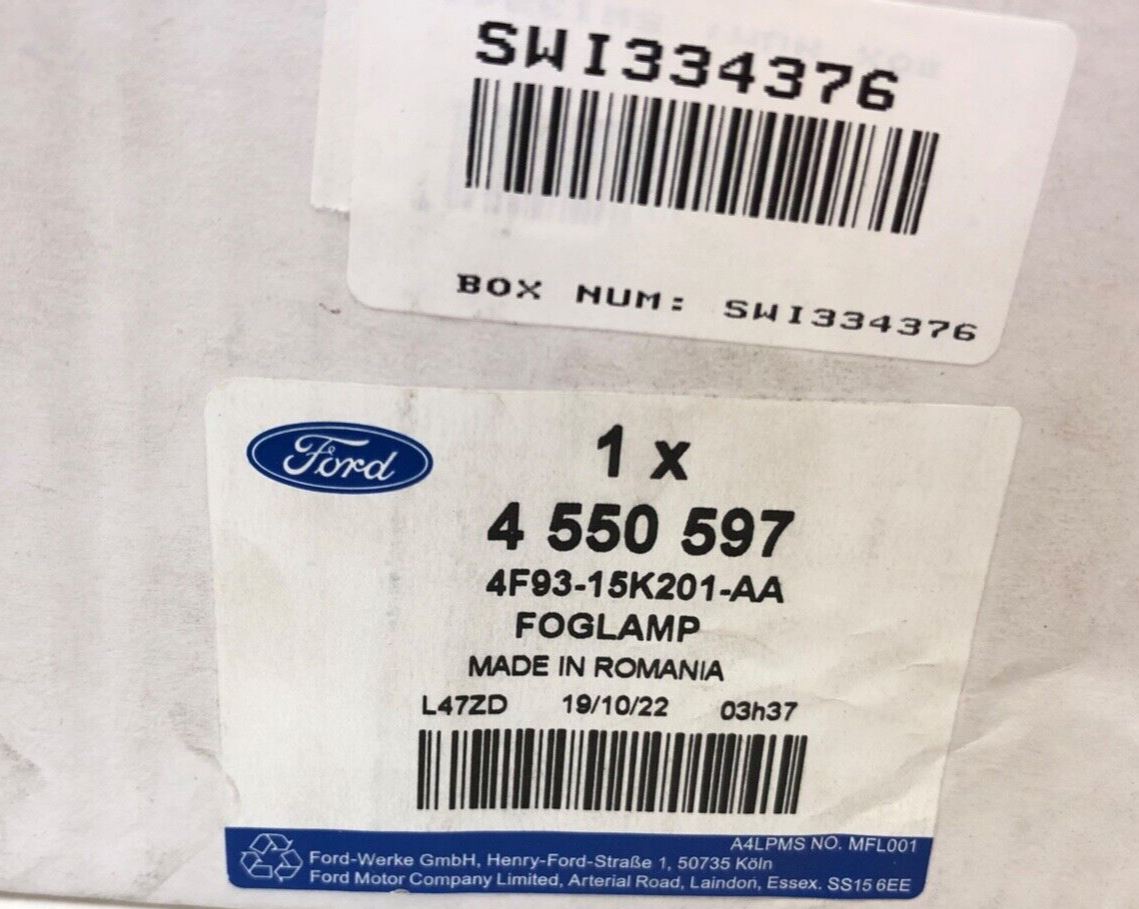 SWI334376
BOX NUM: SWI334376
Ford
1 x
4 550 597
4F93-15K201-AA
FOGLAMP
MADE IN ROMANIA
L47ZD 19/10/22 03h37
A4LPMS NO. MFL001
Ford-Werke GmbH, Henry-Ford-Straße 1, 50735 Köln
Ford Motor Company Limited, Arterial Road, Laindon, Essex. SS15 6EE